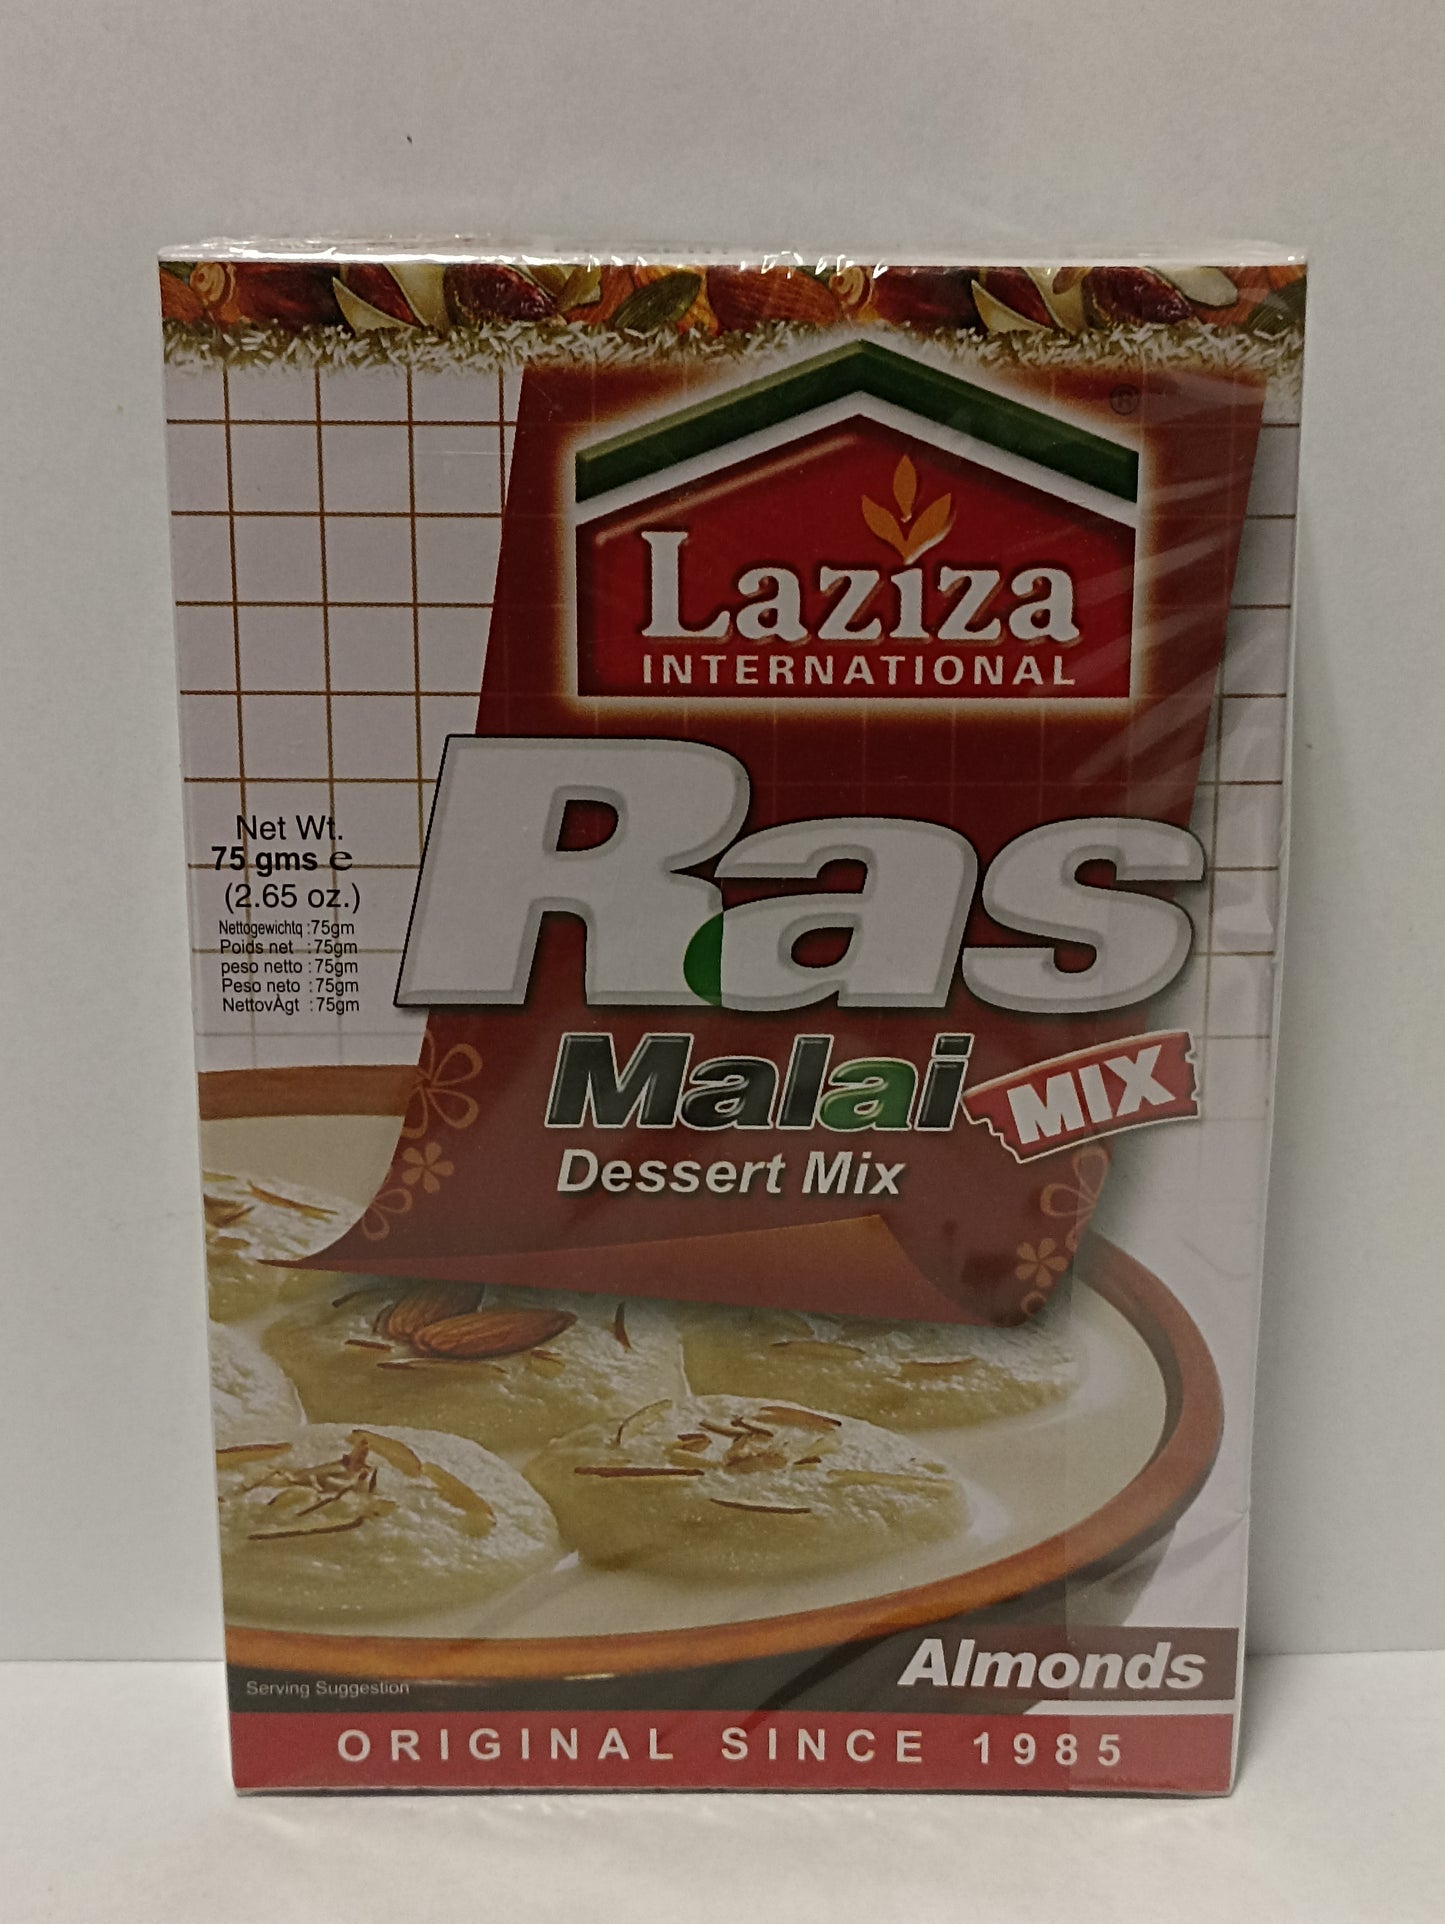 ®
Laziza
INTERNATIONAL
Ras
Malai MIX
Dessert Mix
Net Wt.
75 gms ℮
(2.65 oz.)
Nettogewichtq :75gm
Poids net :75gm
peso netto :75gm
Peso neto :75gm
NettovÀgt :75gm
Almonds
Serving Suggestion
ORIGINAL SINCE 1985